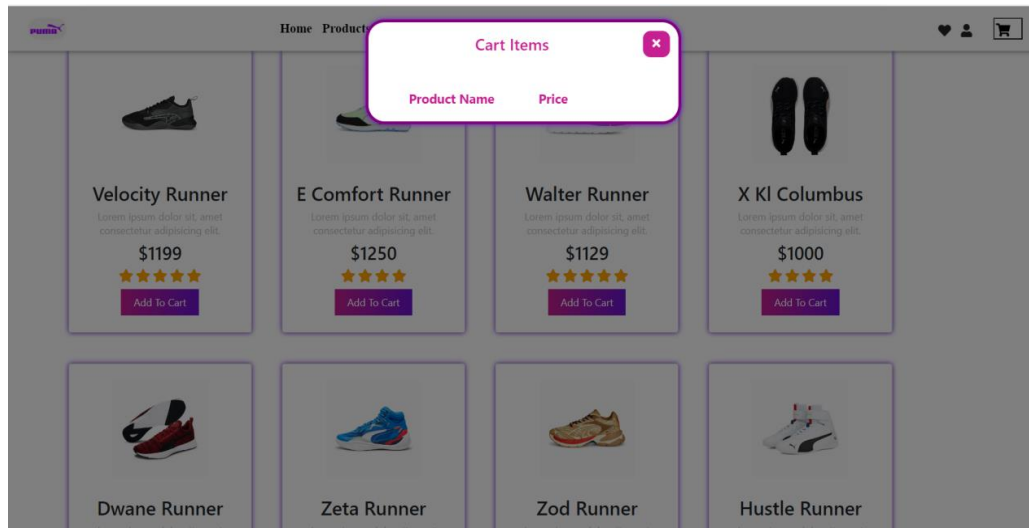 PUMA
Home Products
Cart Items
×
Product Name Price
Velocity Runner
Lorem ipsum dolor sit, amet
consectetur adipisicing elit.
$1199
Add To Cart
E Comfort Runner
Lorem ipsum dolor sit, amet
consectetur adipisicing elit.
$1250
Add To Cart
Walter Runner
Lorem ipsum dolor sit, amet
consectetur adipisicing elit.
$1129
Add To Cart
X Kl Columbus
Lorem ipsum dolor sit, amet
consectetur adipisicing elit.
$1000
Add To Cart
Dwane Runner
Zeta Runner
Zod Runner
Hustle Runner